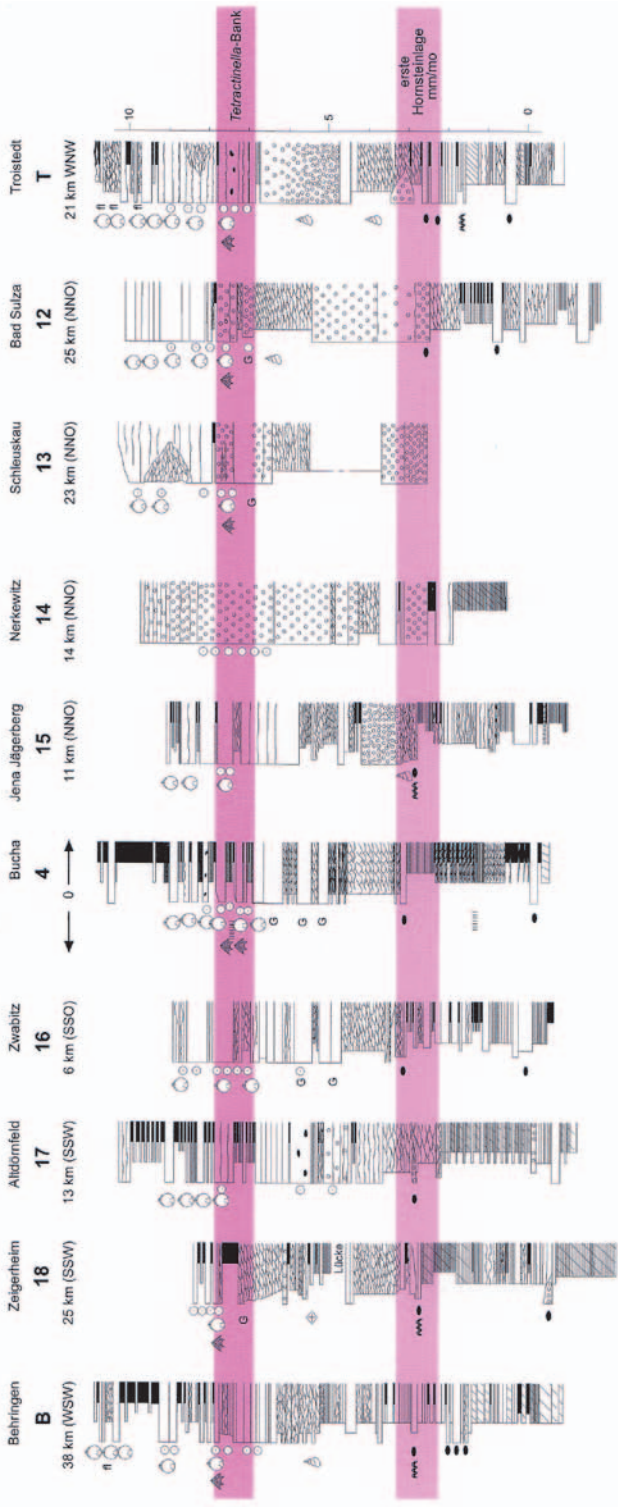 Behringen
B
38 km (WSW)
Zeigerheim
18
25 km (SSW)
Altdörnfeld
17
13 km (SSW)
Zwabitz
16
6 km (SSO)
Bucha
4
0
Jena Jägerberg
15
11 km (NNO)
Nerkewitz
14
14 km (NNO)
Schleuskau
13
23 km (NNO)
Bad Sulza
12
25 km (NNO)
Troistedt
T
21 km WNW
Tetractinella-Bank
erste
Hornsteinlage
mm/mo
10
5
0
Lücke
fl
G
G
G
G
G
G
G
G
G
fl
fl
fl